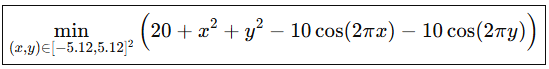 min (x,y)∈[−5.12,5.12]² (20 + x² + y² − 10 cos(2πx) − 10 cos(2πy))